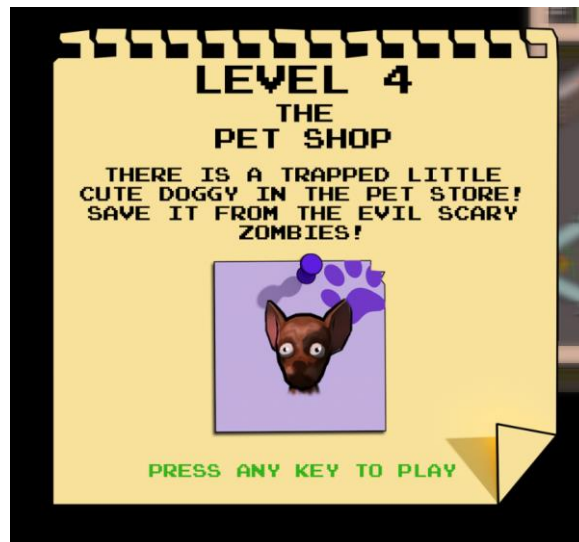 LEVEL 4
THE
PET SHOP
THERE IS A TRAPPED LITTLE
CUTE DOGGY IN THE PET STORE!
SAVE IT FROM THE EVIL SCARY
ZOMBIES!
PRESS ANY KEY TO PLAY